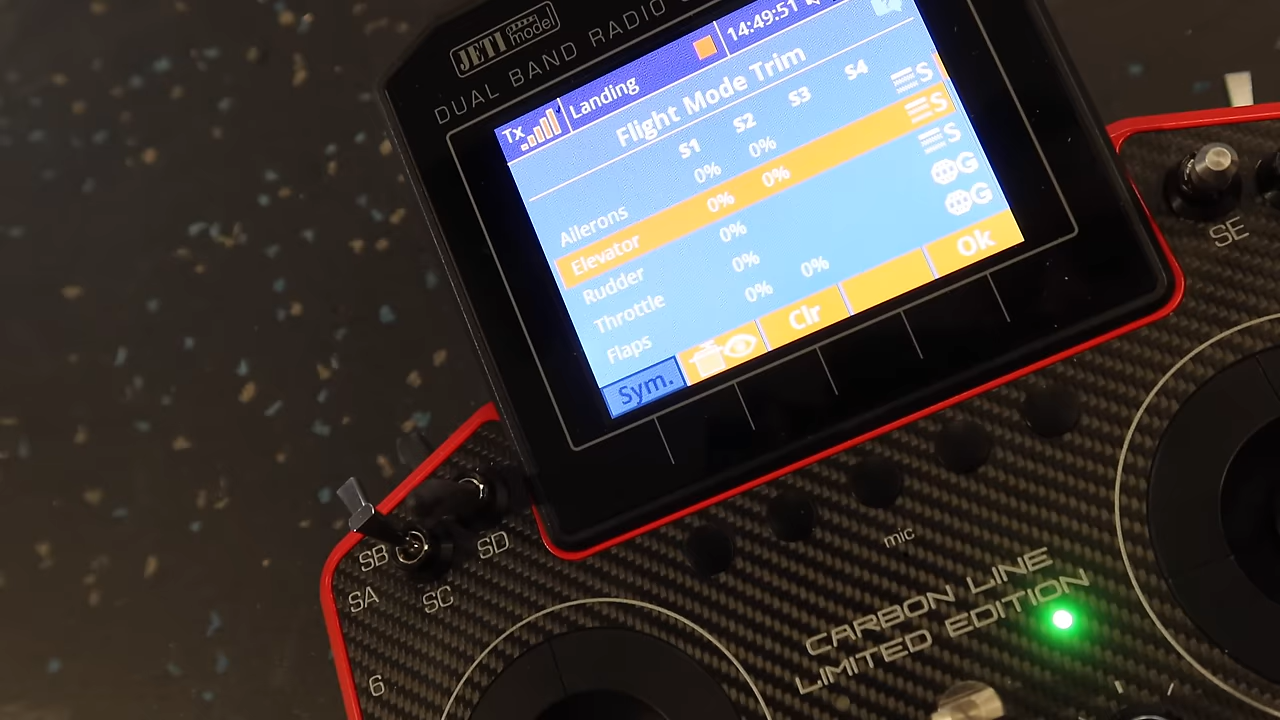 JETI model
DUAL BAND RADIO
Tx Landing 14:49:51
Flight Mode Trim
S1 S2 S3 S4
Ailerons 0% 0% S
Elevator 0% 0% S
Rudder 0% S
Throttle 0% G
Flaps 0% 0% G
Sym. Clr Ok
SE
SB
SA
SD
SC
mic
CARBON LINE
LIMITED EDITION
6